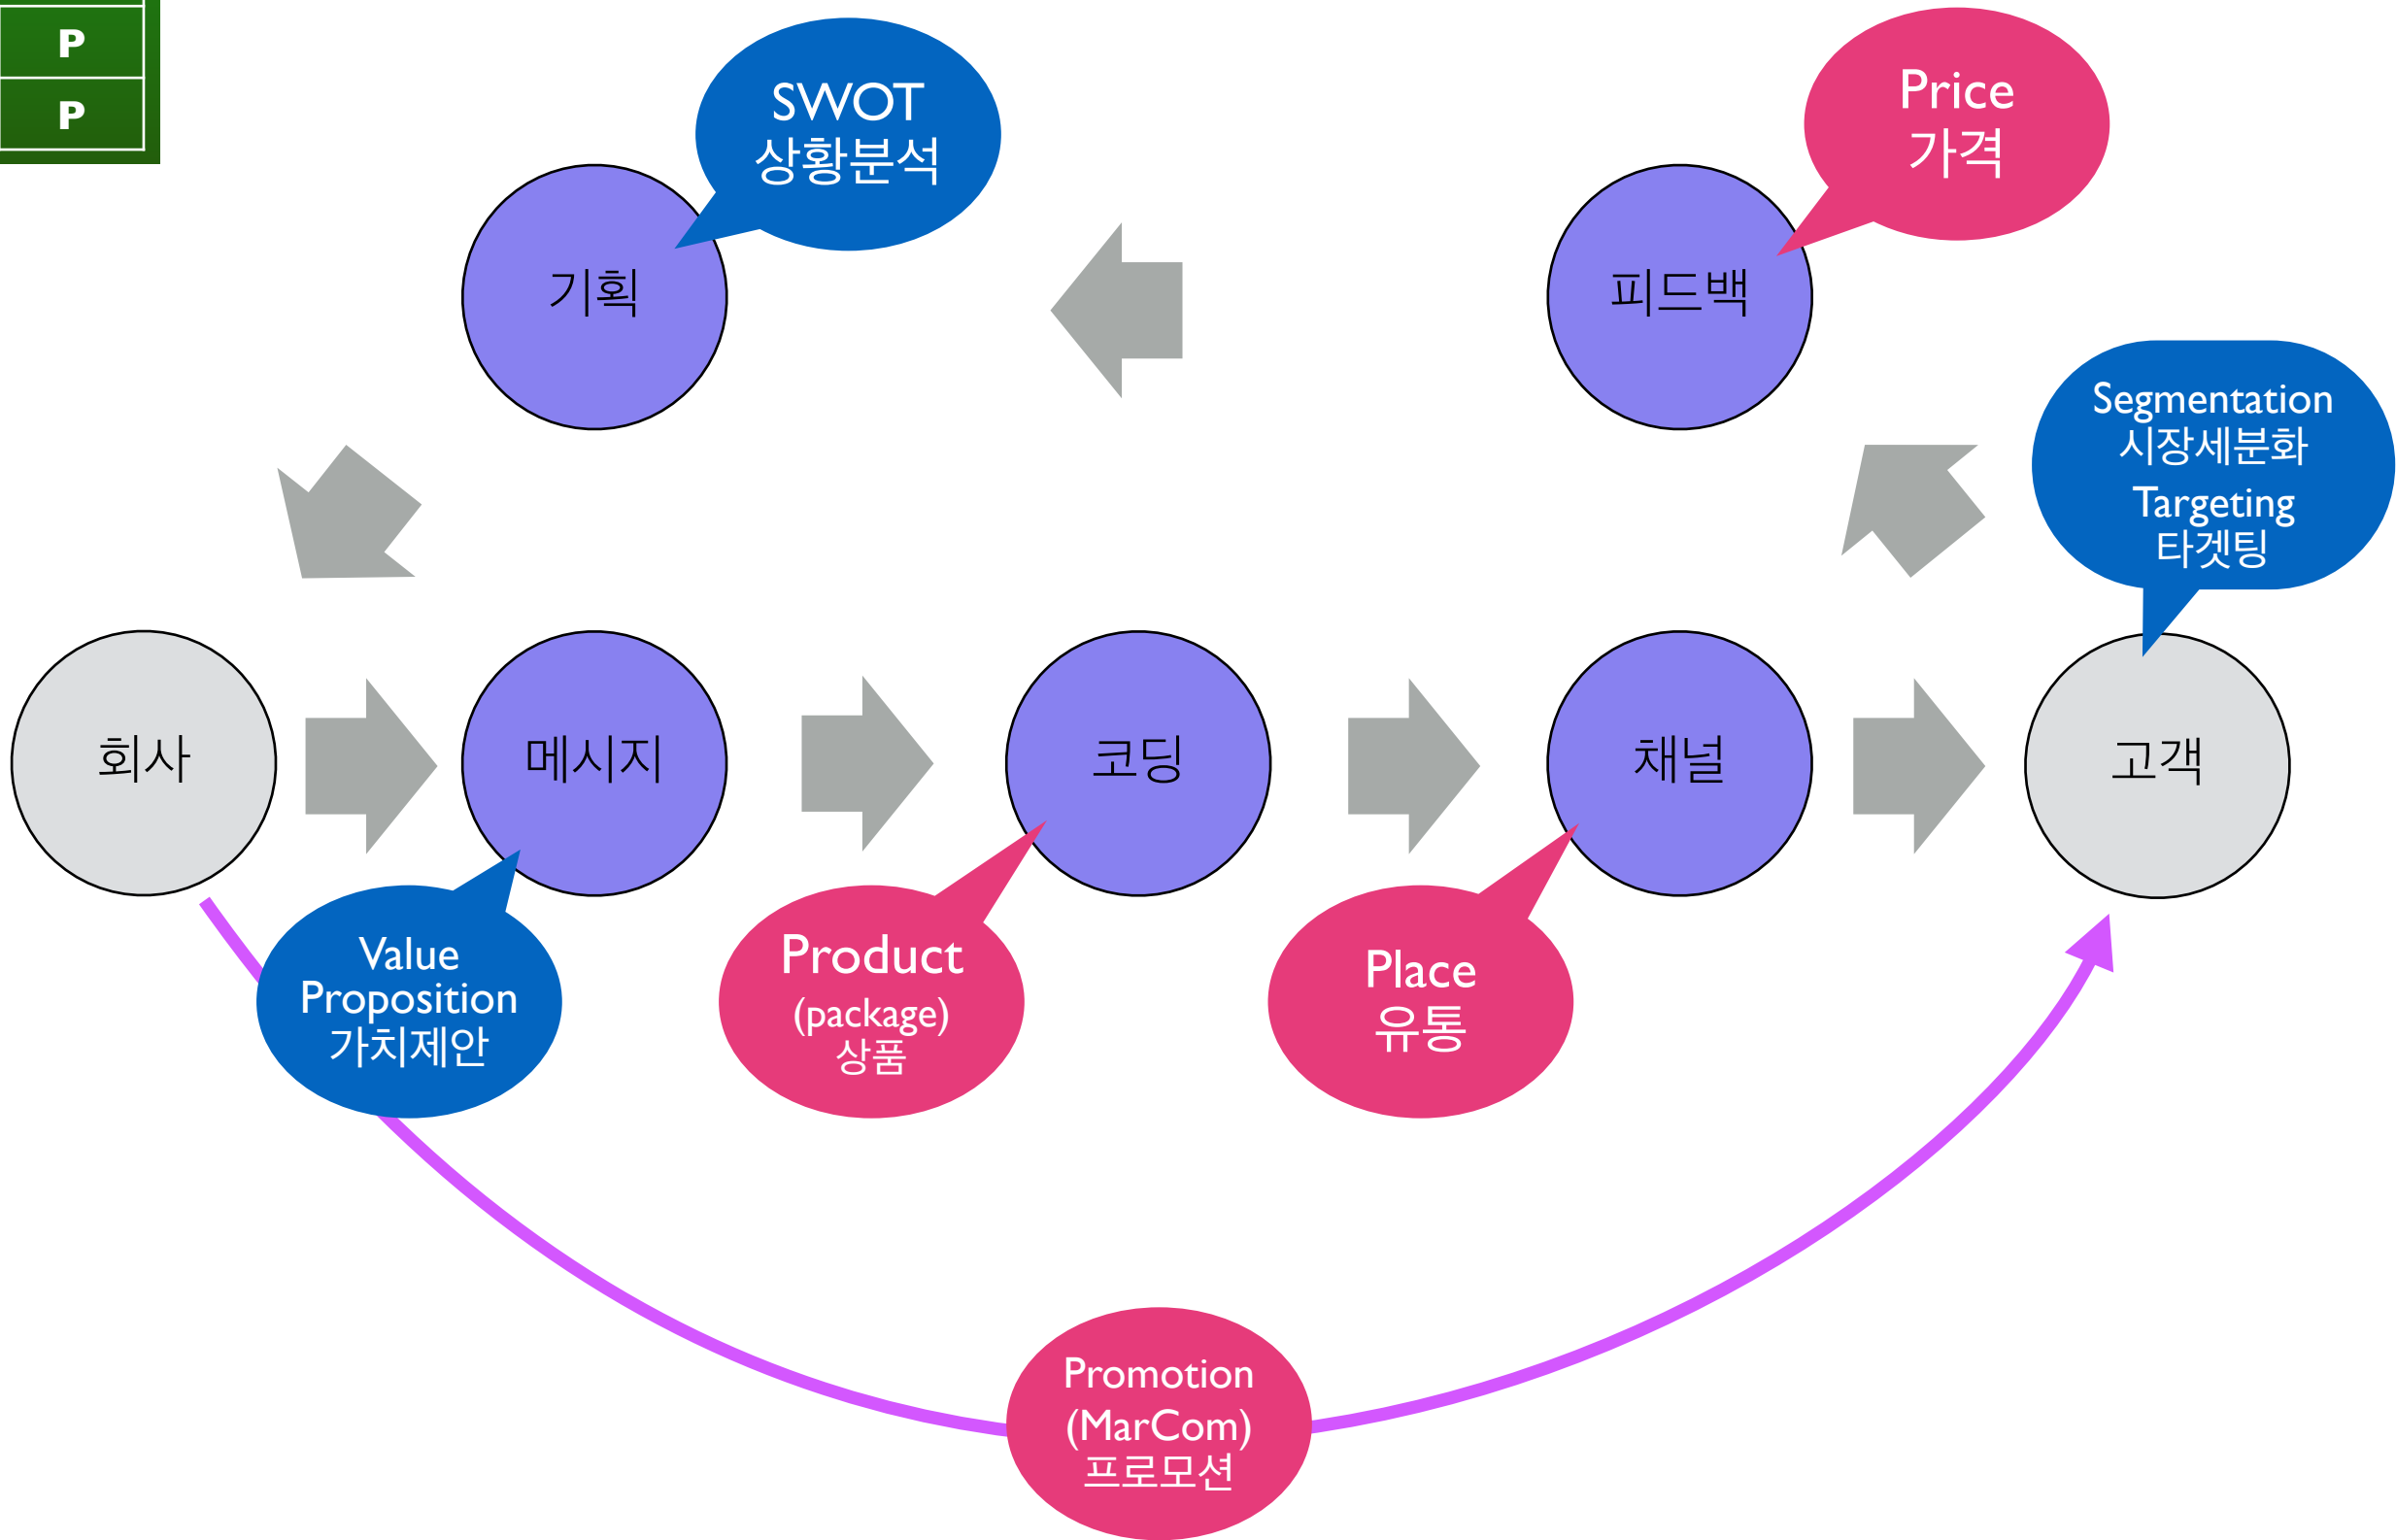 P
P
SWOT
상황분석
Price
가격
기획
피드백
Segmentation
시장세분화
Targeting
타겟팅
회사
메시지
코딩
채널
고객
Value
Proposition
가치제안
Product
(package)
상품
Place
유통
Promotion
(MarCom)
프로모션